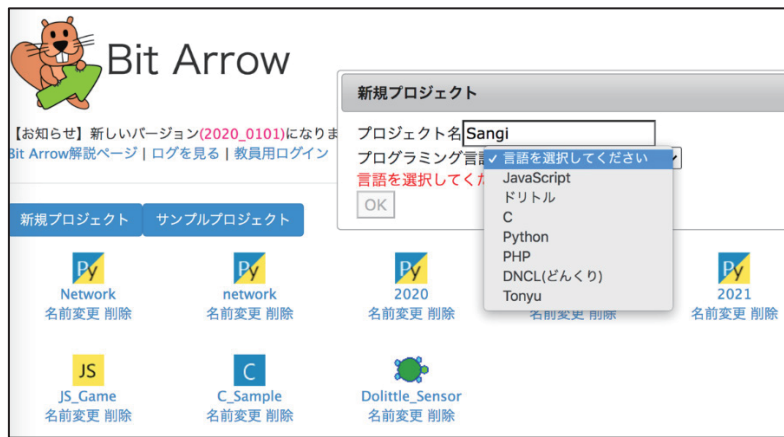 Bit Arrow
【お知らせ】新しいバージョン(2020_0101)になりま
Bit Arrow解説ページ | ログを見る | 教員用ログイン
新規プロジェクト
プロジェクト名 Sangi
プログラミング言語
✓ 言語を選択してください
言語を選択してくだ
JavaScript
ドリトル
C
Python
PHP
DNCL(どんくり)
Tonyu
OK
新規プロジェクト サンプルプロジェクト
Py Py Py Py
Network network 2020 2021
名前変更 削除 名前変更 削除 名前変更 削除 名前変更 削除 名前変更 削除
JS C
JS_Game C_Sample Dolittle_Sensor
名前変更 削除 名前変更 削除 名前変更 削除